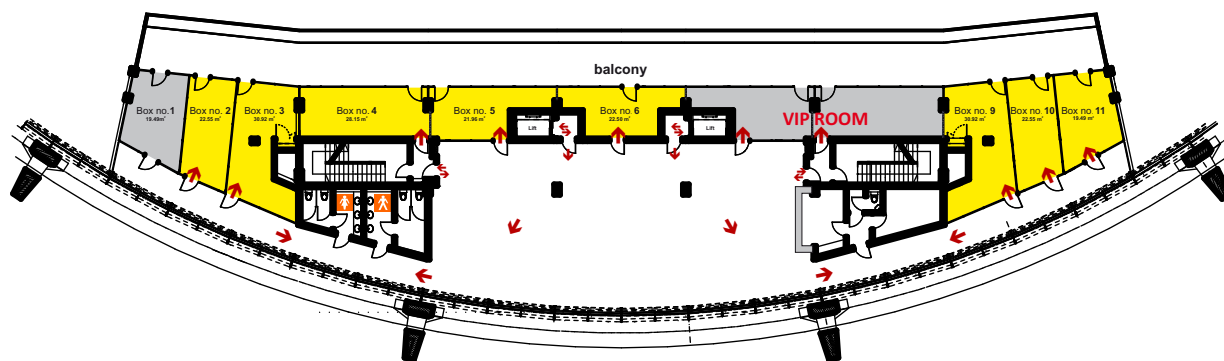 balcony
Box no.1
19.49 m²
Box no. 2
22.55 m²
Box no. 3
30.92 m²
Box no. 4
28.15 m²
Box no. 5
21.96 m²
Box no. 6
22.50 m²
VIP ROOM
Box no. 9
30.92 m²
Box no. 10
22.55 m²
Box no. 11
19.49 m²
Lift
Lift